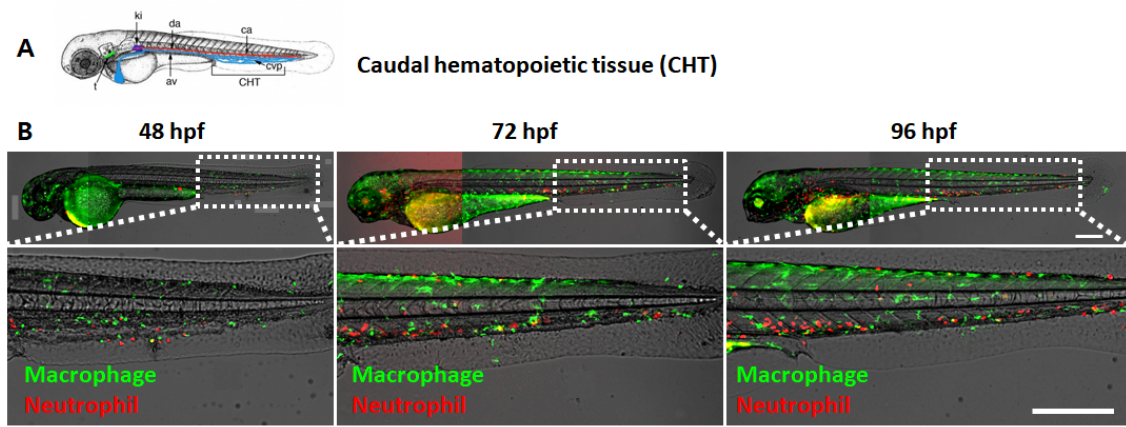 A
ki
da
ca
t
av
CHT
cvp
Caudal hematopoietic tissue (CHT)
B
48 hpf
72 hpf
96 hpf
Macrophage
Neutrophil
Macrophage
Neutrophil
Macrophage
Neutrophil